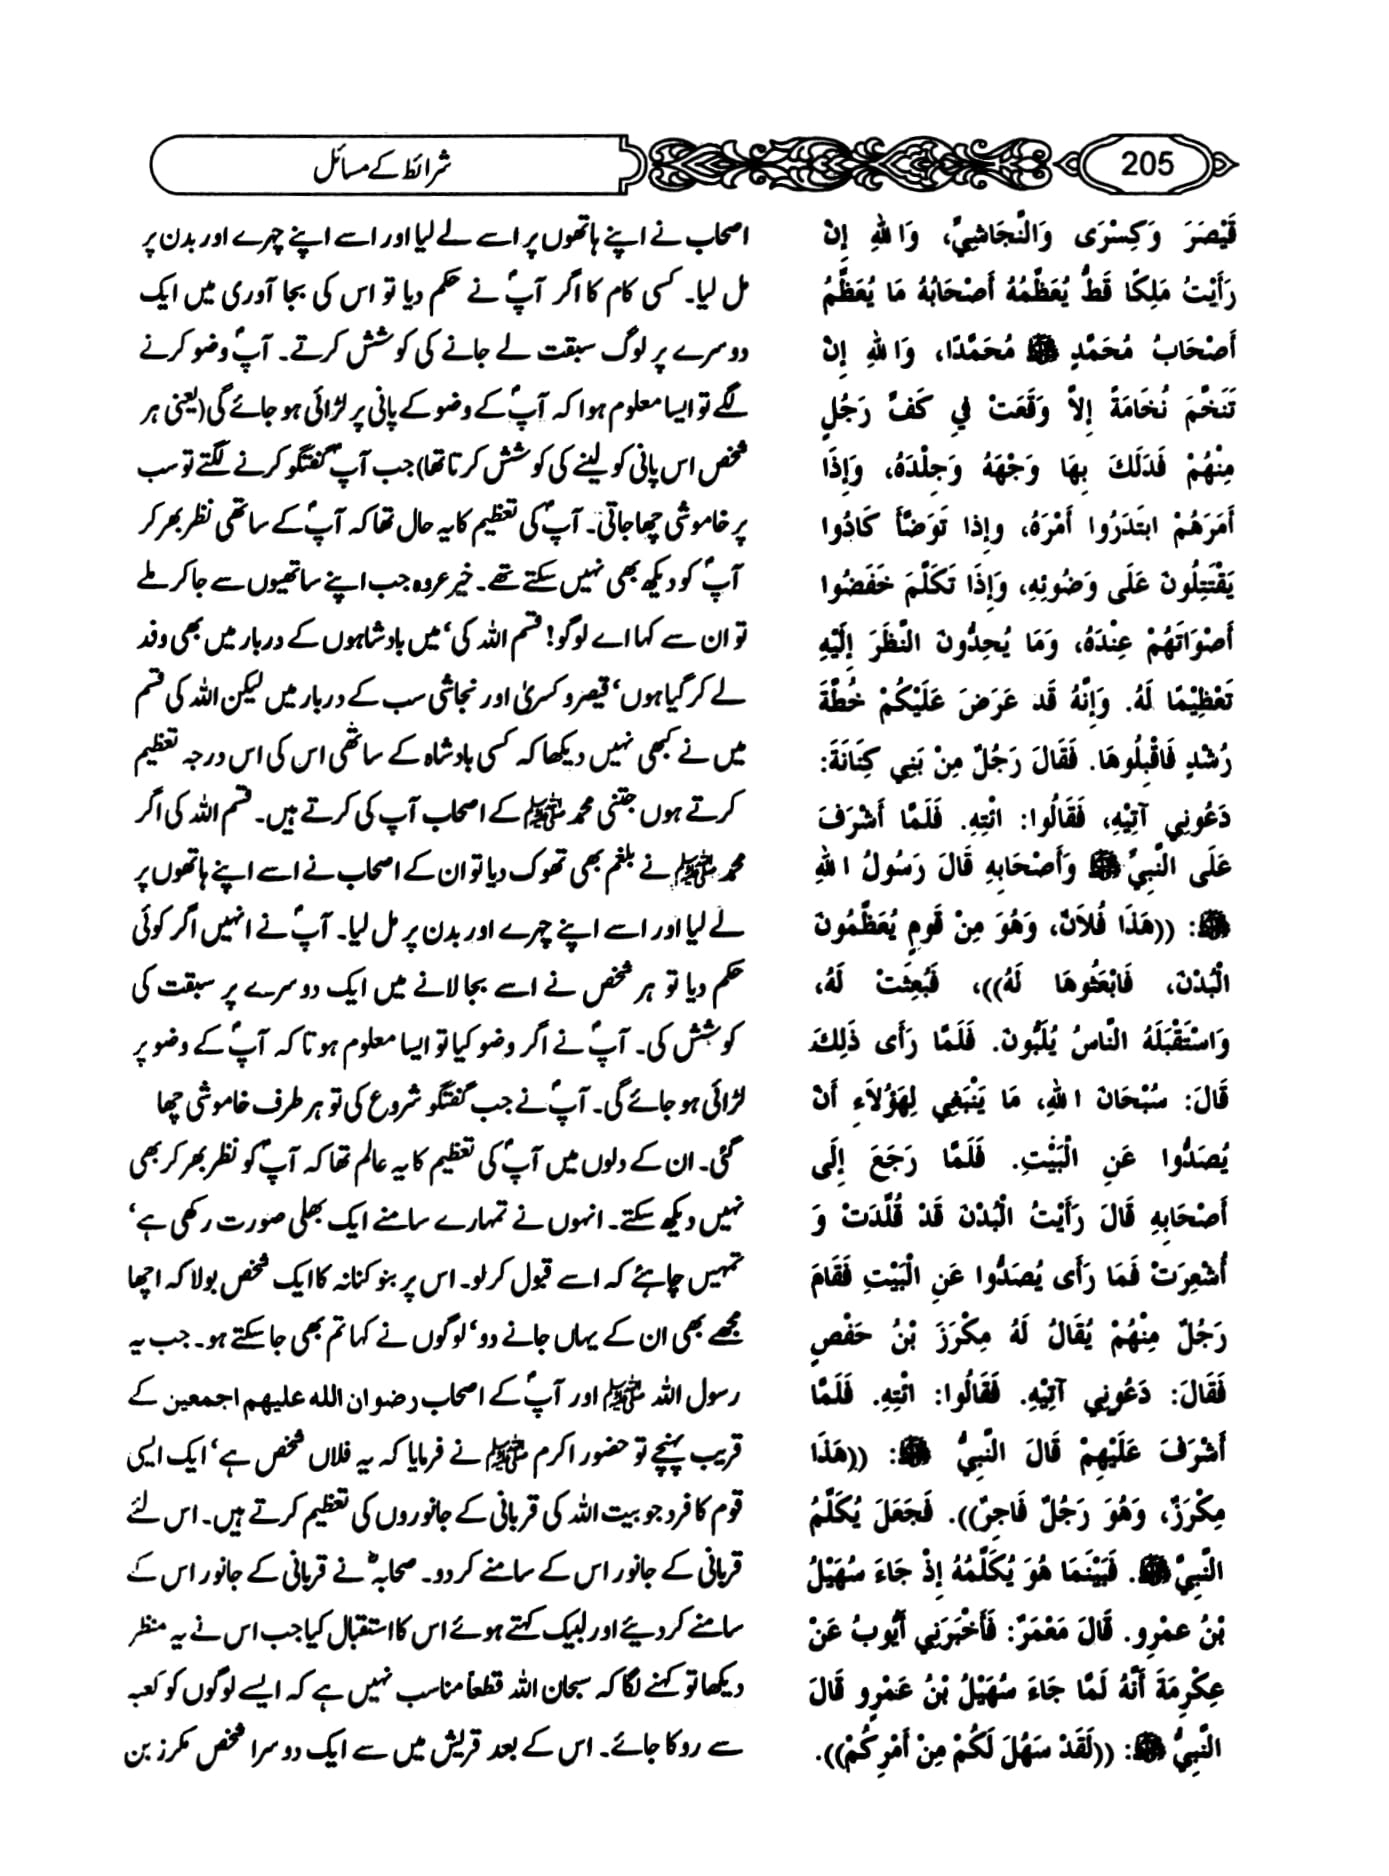 205
شرائط کے مسائل
قَيْصَرَ وَكِسْرَى وَالنَّجَاشِيِّ، وَاللهِ إِنْ
رَأَيْتُ مَلِكًا قَطُّ يُعَظِّمُهُ أَصْحَابُهُ مَا يُعَظِّمُ
أَصْحَابُ مُحَمَّدٍ ﷺ مُحَمَّدًا، وَاللهِ إِنْ
تَنَخَّمَ نُخَامَةً إِلاَّ وَقَعَتْ فِي كَفِّ رَجُلٍ
مِنْهُمْ فَدَلَكَ بِهَا وَجْهَهُ وَجِلْدَهُ، وَإِذَا
أَمَرَهُمْ ابْتَدَرُوا أَمْرَهُ، وإِذا تَوَضَّأَ كَادُوا
يَقْتَتِلُونَ عَلَى وَضُوئِهِ، وَإِذَا تَكَلَّمَ خَفَضُوا
أَصْوَاتَهُمْ عِنْدَهُ، وَمَا يُحِدُّونَ النَّظَرَ إِلَيْهِ
تَعْظِيْمًا لَهُ. وَإِنَّهُ قَد عَرَضَ عَلَيْكُمْ خُطَّةَ
رُشْدٍ فَاقْبَلُوهَا. فَقَالَ رَجُلٌ مِنْ بَنِي كِنَانَةَ:
دَعُونِي آتِيْهِ، فَقَالُوا: ائْتِهِ. فَلَمَّا أَشْرَفَ
عَلَى النَّبِيِّ ﷺ وَأَصْحَابِهِ قَالَ رَسُولُ اللهِ
ﷺ: ((هَذَا فُلاَنٌ، وَهُوَ مِنْ قَومٍ يُعَظِّمُونَ
الْبُدْنَ، فَابْعَثُوهَا لَهُ))، فَبُعِثَتْ لَهُ،
وَاسْتَقْبَلَهُ النَّاسُ يُلَبُّونَ. فَلَمَّا رَأَى ذَلِكَ
قَالَ: سُبْحَانَ اللهِ، مَا يَنْبَغِي لِهَؤُلاَءِ أَنْ
يُصَدُّوا عَنِ الْبَيْتِ. فَلَمَّا رَجَعَ إِلَى
أَصْحَابِهِ قَالَ رَأَيْتُ الْبُدْنَ قَدْ قُلِّدَتْ وَ
أُشْعِرَتْ فَمَا رَأَى يُصَدُّوا عَنِ الْبَيْتِ فَقَامَ
رَجُلٌ مِنْهُمْ يُقَالُ لَهُ مِكْرَزَ بْنُ حَفْصٍ
فَقَالَ: دَعُونِي آتِيْهِ. فَقَالُوا: ائْتِهِ. فَلَمَّا
أَشْرَفَ عَلَيْهِمْ قَالَ النَّبِيُّ ﷺ: ((هَذَا
مِكْرَزٌ، وَهُوَ رَجُلٌ فَاجِرٌ)). فَجَعَلَ يُكَلِّمُ
النَّبِيَّ ﷺ. فَبَيْنَمَا هُوَ يُكَلِّمُهُ إِذْ جَاءَ سُهَيْلُ
بْنُ عمْرٍو. قَالَ مَعْمَرٌ: فَأَخْبَرَنِي أَيُّوبُ عَنْ
عِكْرِمَةَ أَنَّهُ لَمَّا جَاءَ سُهَيْلُ بْنُ عَمْرٍو قَالَ
النَّبِيُّ ﷺ: ((لَقَدْ سَهُلَ لَكُمْ مِنْ أَمْرِكُمْ)).
اصحاب نے اپنے ہاتھوں پر اسے لے لیا اور اسے اپنے چہرے اور بدن پر
مل لیا۔ کسی کام کا اگر آپؐ نے حکم دیا تو اس کی بجا آوری میں ایک
دوسرے پر لوگ سبقت لے جانے کی کوشش کرتے۔ آپؐ وضو کرنے
لگے تو ایسا معلوم ہوا کہ آپؐ کے وضو کے پانی پر لڑائی ہو جائے گی (یعنی ہر
شخص اس پانی کو لینے کی کوشش کرتا تھا) جب آپؐ گفتگو کرنے لگتے تو سب
پر خاموشی چھا جاتی۔ آپؐ کی تعظیم کا یہ حال تھا کہ آپؐ کے ساتھی نظر بھر کر
آپؐ کو دیکھ بھی نہیں سکتے تھے۔ خیر عروہ جب اپنے ساتھیوں سے جا کر ملے
تو ان سے کہا اے لوگو! قسم اللہ کی‘ میں بادشاہوں کے دربار میں بھی وفد
لے کر گیا ہوں‘ قیصر و کسریٰ اور نجاشی سب کے دربار میں لیکن اللہ کی قسم
میں نے کبھی نہیں دیکھا کہ کسی بادشاہ کے ساتھی اس کی اس درجہ تعظیم
کرتے ہوں جتنی محمد ﷺ کے اصحاب آپ کی کرتے ہیں۔ قسم اللہ کی اگر
محمد ﷺ نے بلغم بھی تھوک دیا تو ان کے اصحاب نے اسے اپنے ہاتھوں پر
لے لیا اور اسے اپنے چہرے اور بدن پر مل لیا۔ آپؐ نے انہیں اگر کوئی
حکم دیا تو ہر شخص نے اسے بجا لانے میں ایک دوسرے پر سبقت کی
کوشش کی۔ آپؐ نے اگر وضو کیا تو ایسا معلوم ہوتا کہ آپؐ کے وضو پر
لڑائی ہو جائے گی۔ آپؐ نے جب گفتگو شروع کی تو ہر طرف خاموشی چھا
گئی۔ ان کے دلوں میں آپؐ کی تعظیم کا یہ عالم تھا کہ آپؐ کو نظر بھر کر بھی
نہیں دیکھ سکتے۔ انہوں نے تمہارے سامنے ایک بھلی صورت رکھی ہے‘
تمہیں چاہئے کہ اسے قبول کر لو۔ اس پر بنو کنانہ کا ایک شخص بولا کہ اچھا
مجھے بھی ان کے یہاں جانے دو‘ لوگوں نے کہا تم بھی جا سکتے ہو۔ جب یہ
رسول اللہ ﷺ اور آپؐ کے اصحاب رضوان اللہ علیہم اجمعین کے
قریب پہنچے تو حضور اکرم ﷺ نے فرمایا کہ یہ فلاں شخص ہے‘ ایک ایسی
قوم کا فرد جو بیت اللہ کی قربانی کے جانوروں کی تعظیم کرتے ہیں۔ اس لئے
قربانی کے جانور اس کے سامنے کر دو۔ صحابہؓ نے قربانی کے جانور اس کے
سامنے کر دیئے اور لبیک کہتے ہوئے اس کا استقبال کیا جب اس نے یہ منظر
دیکھا تو کہنے لگا کہ سبحان اللہ قطعاً مناسب نہیں ہے کہ ایسے لوگوں کو کعبہ
سے روکا جائے۔ اس کے بعد قریش میں سے ایک دوسرا شخص مکرز بن